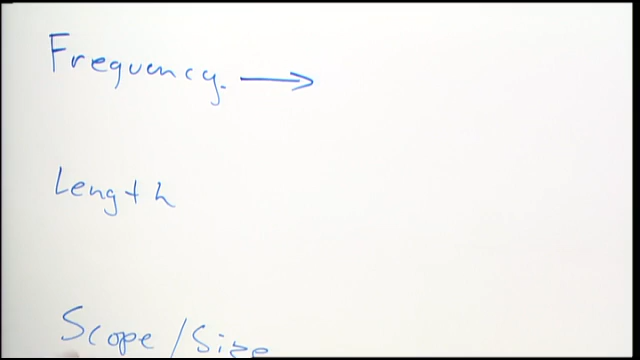 Frequency. →
Length
Scope/Size